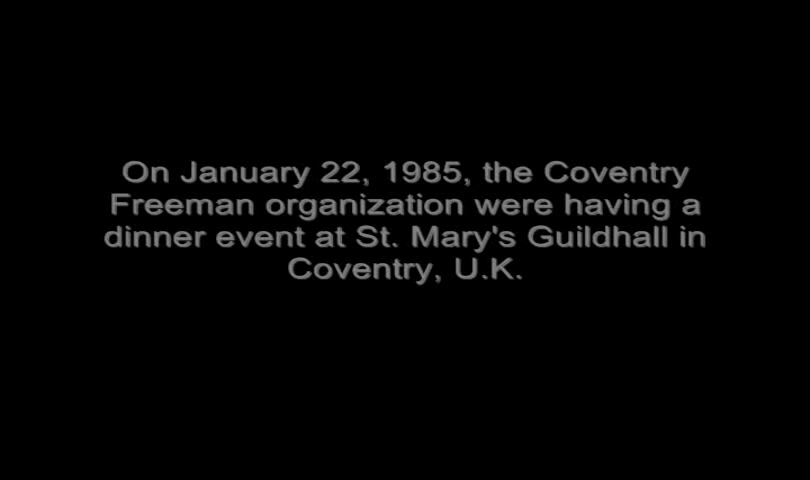 On January 22, 1985, the Coventry
Freeman organization were having a
dinner event at St. Mary's Guildhall in
Coventry, U.K.